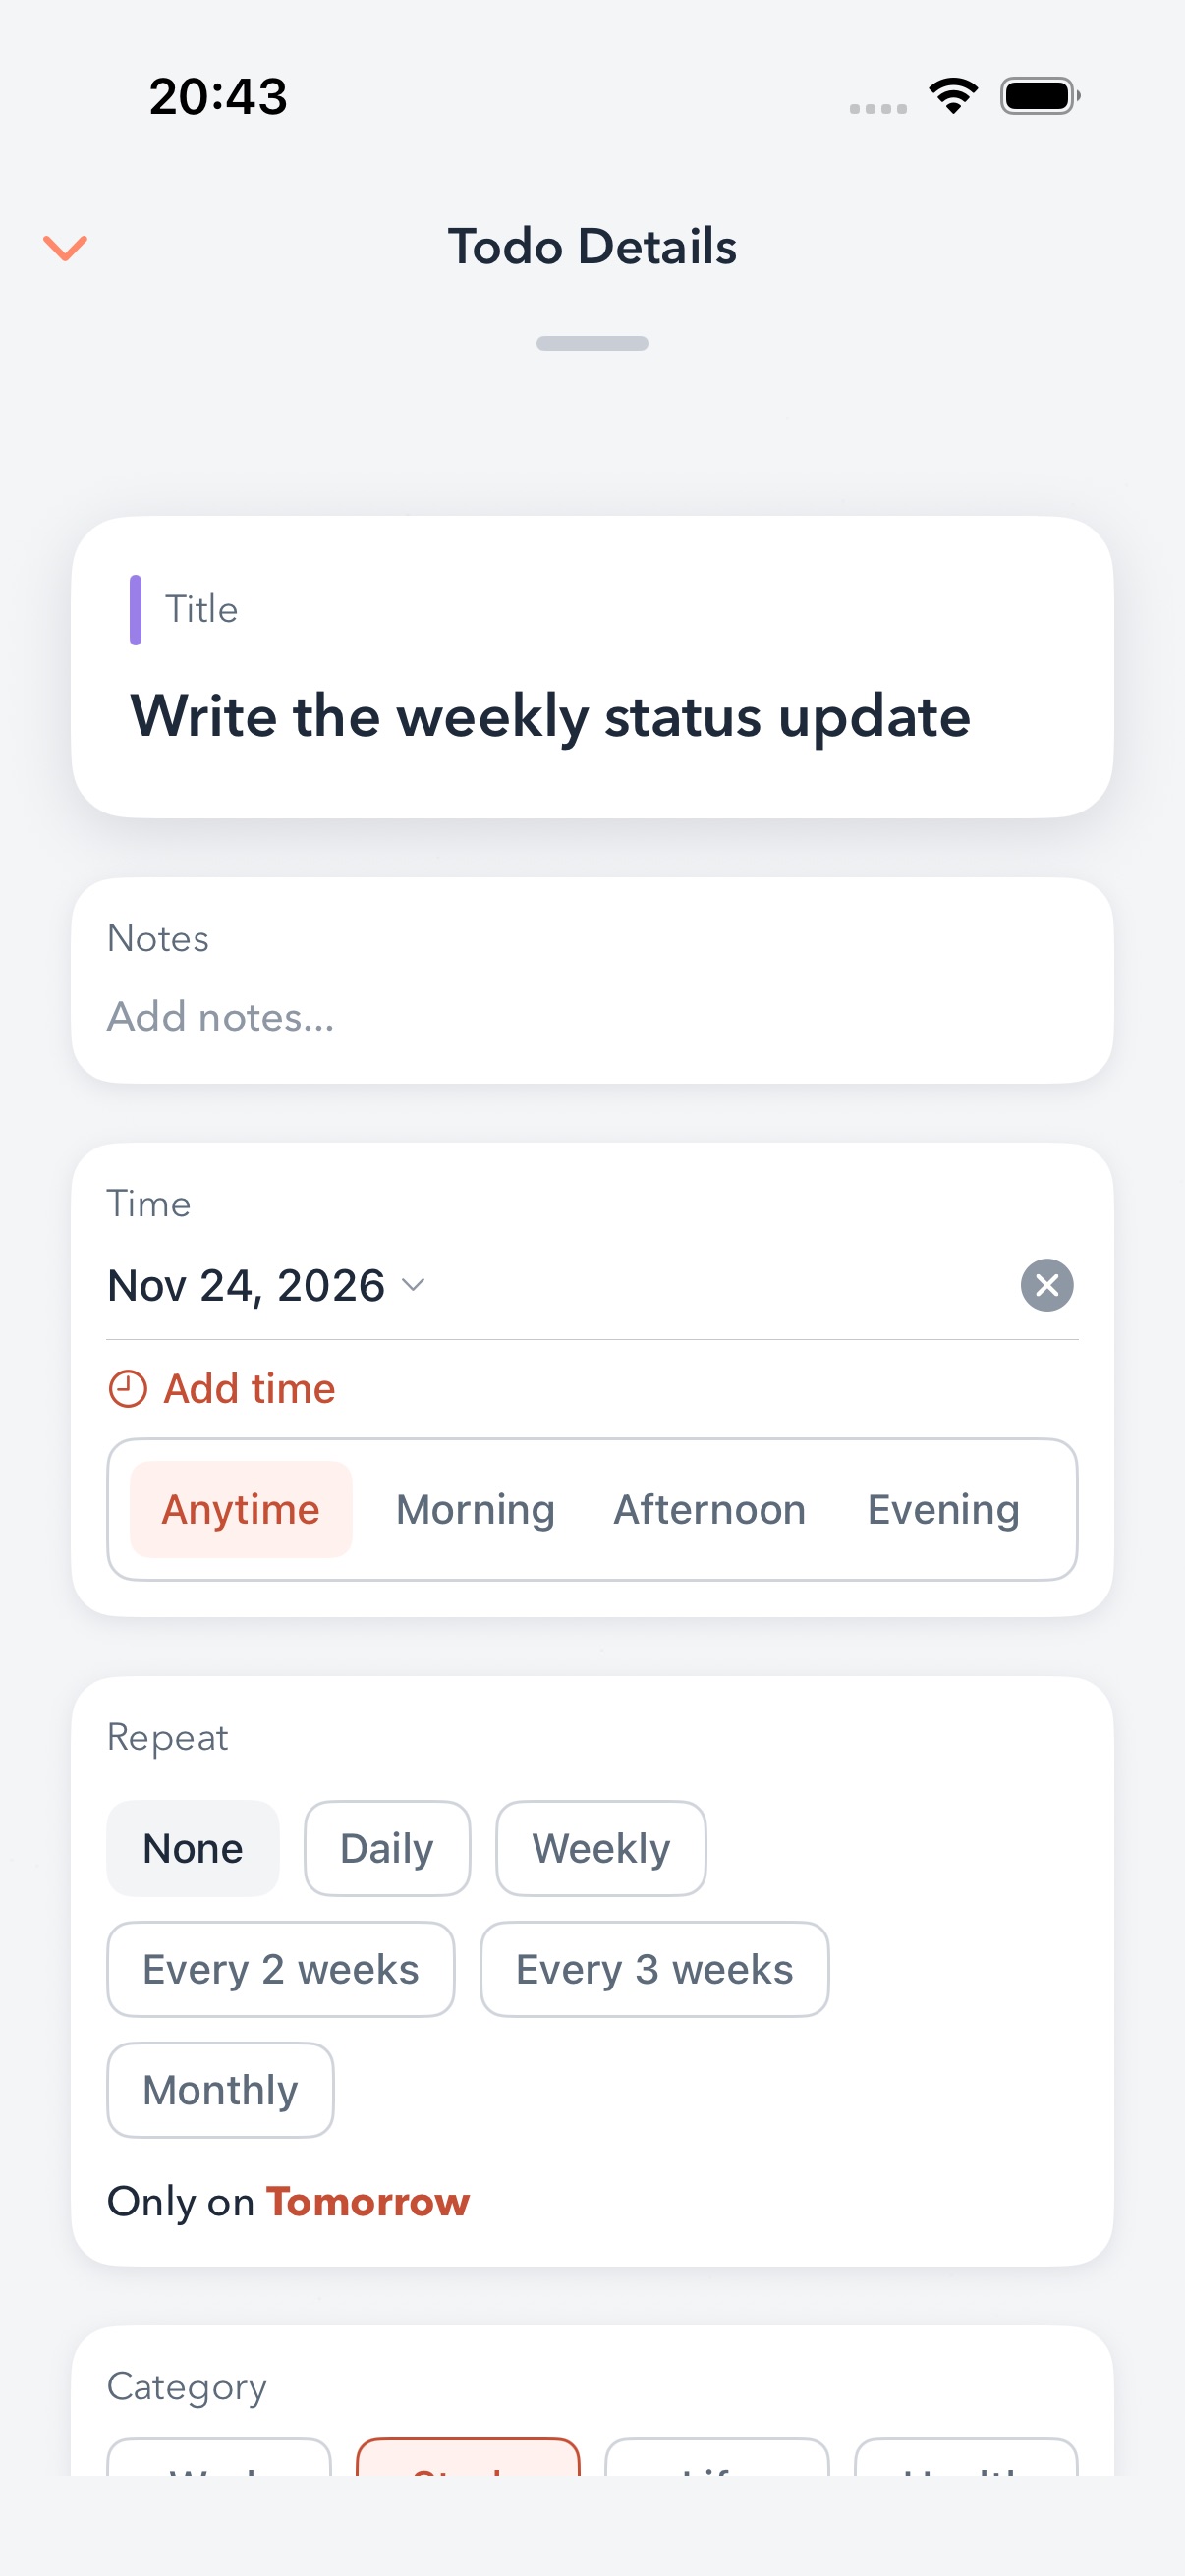 20:43
Todo Details
Title
Write the weekly status update
Notes
Add notes...
Time
Nov 24, 2026
Add time
Anytime Morning Afternoon Evening
Repeat
None Daily Weekly
Every 2 weeks Every 3 weeks
Monthly
Only on Tomorrow
Category